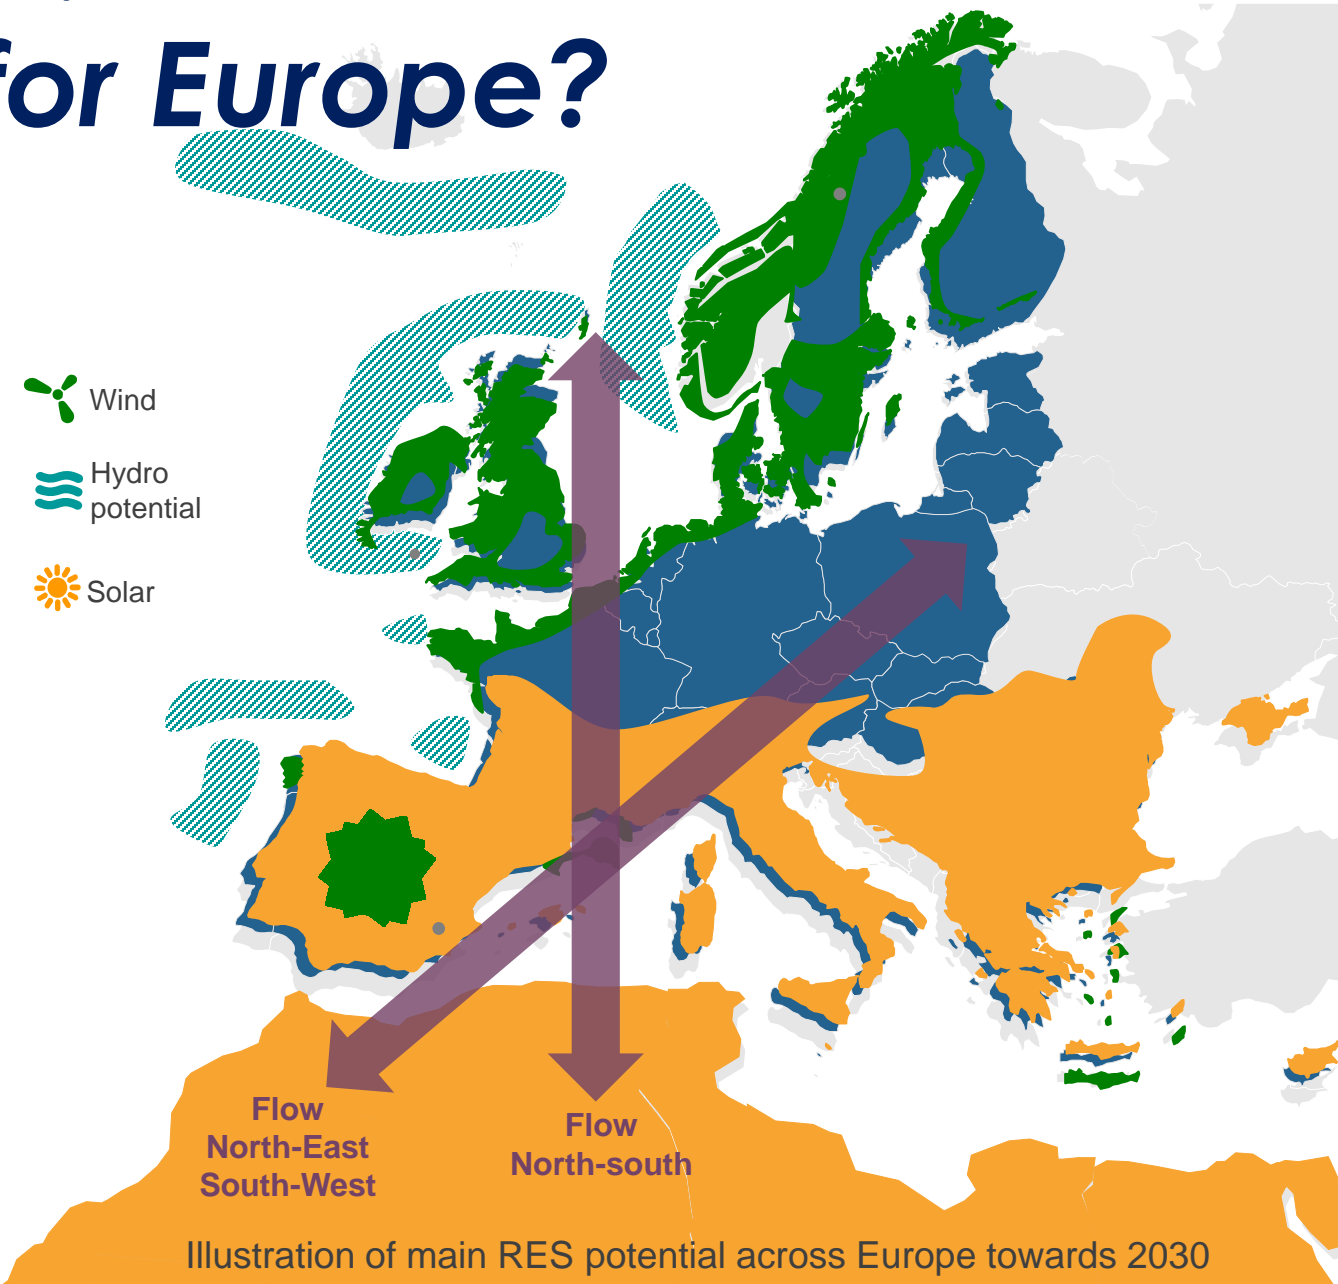 for Europe?
Wind
Hydro
potential
Solar
Flow
North-East
South-West
Flow
North-south
Illustration of main RES potential across Europe towards 2030